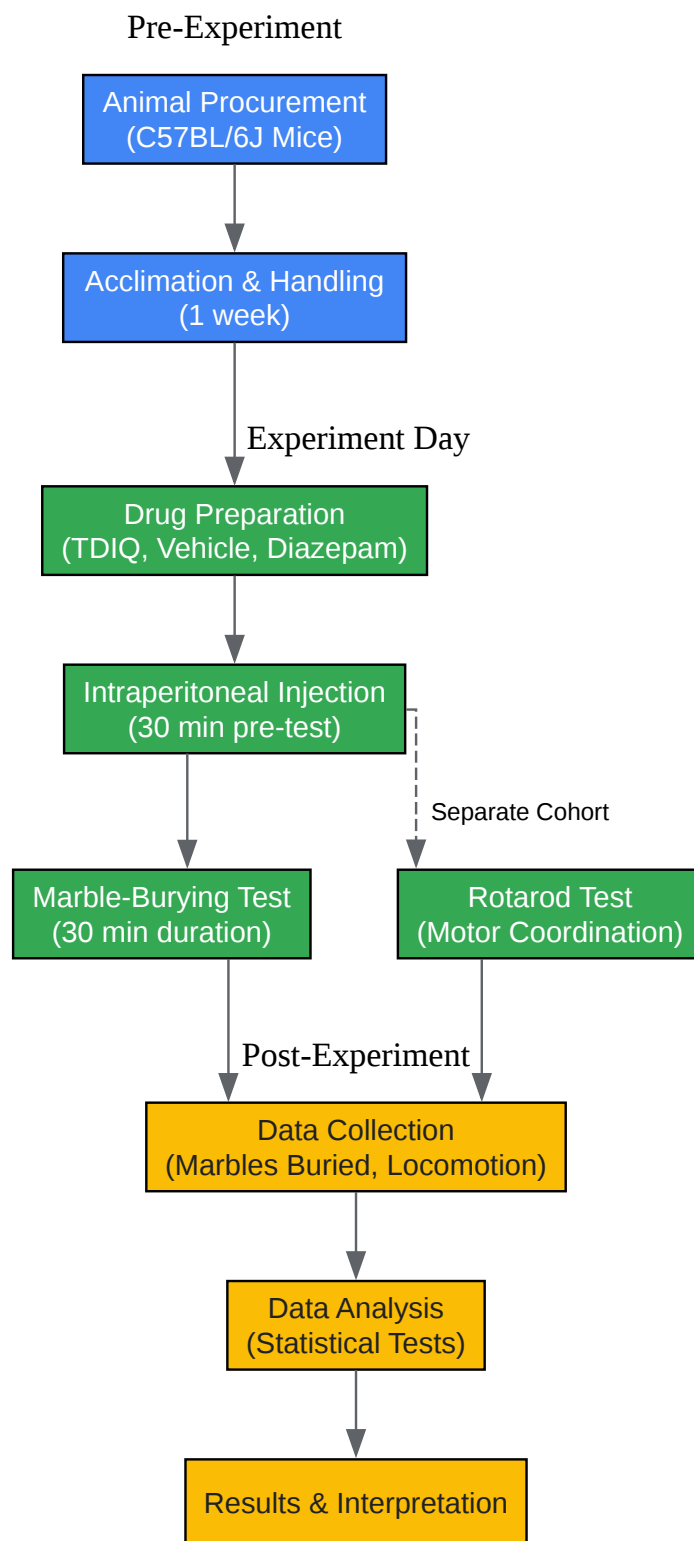 Pre-Experiment
Animal Procurement
(C57BL/6J Mice)
Acclimation & Handling
(1 week)
Experiment Day
Drug Preparation
(TDIQ, Vehicle, Diazepam)
Intraperitoneal Injection
(30 min pre-test)
Separate Cohort
Marble-Burying Test
(30 min duration)
Rotarod Test
(Motor Coordination)
Post-Experiment
Data Collection
(Marbles Buried, Locomotion)
Data Analysis
(Statistical Tests)
Results & Interpretation